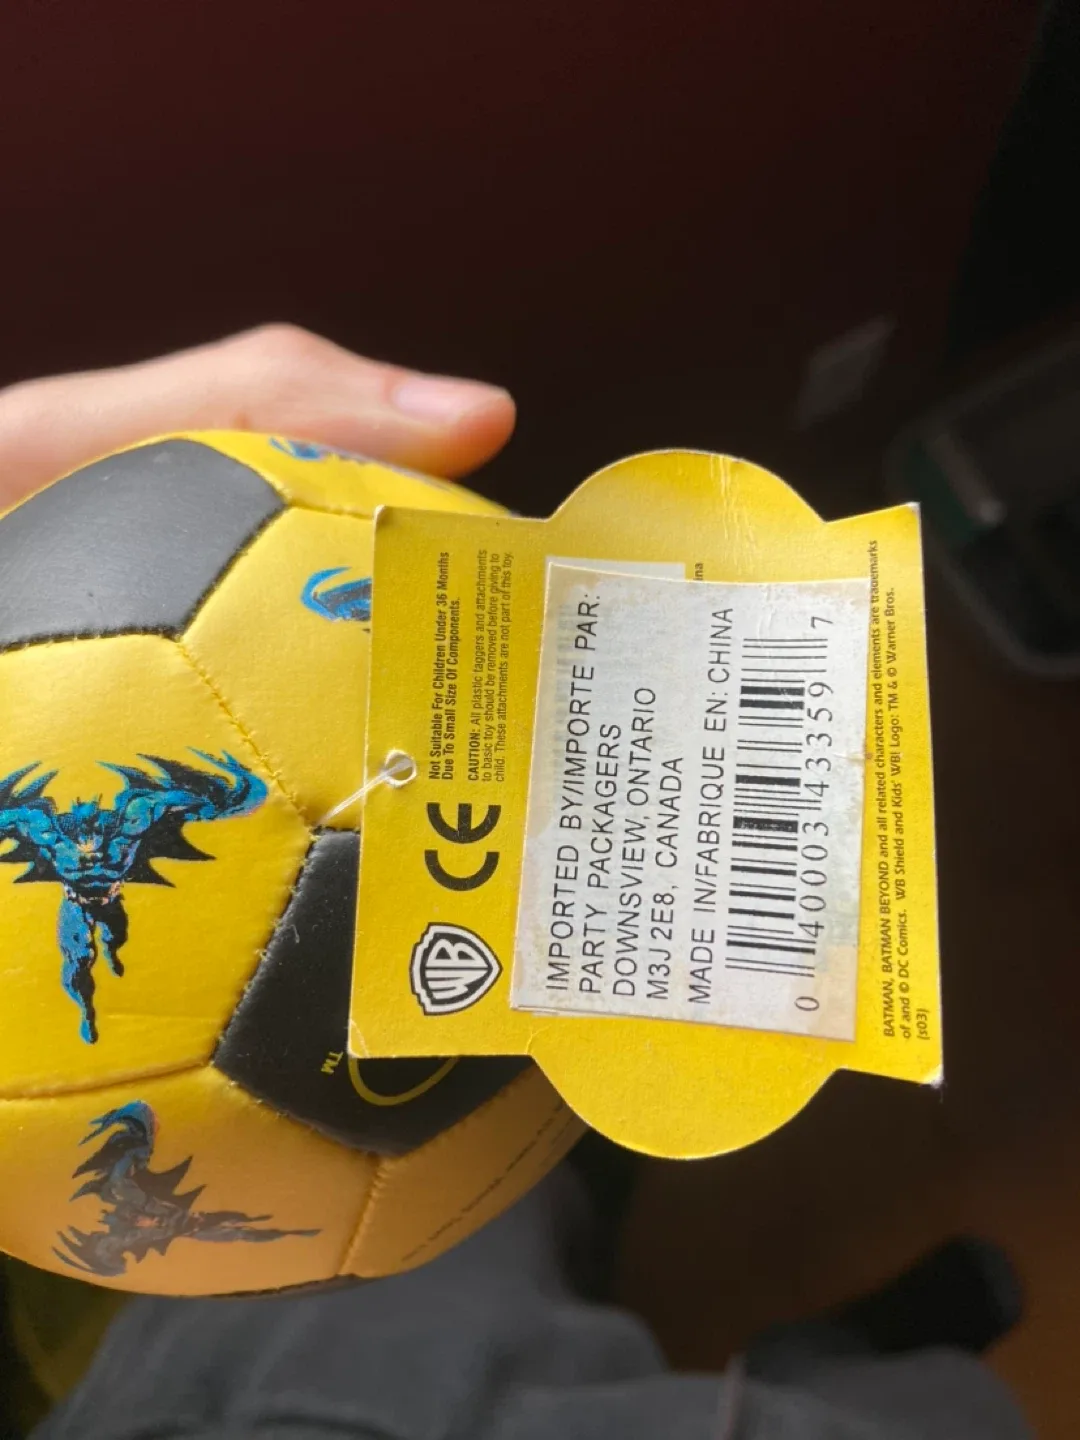 Not Suitable For Children Under 36 Months
Due To Small Size Of Components.
CAUTION: All plastic taggers and attachments
to basic toy should be removed before giving to
child. These attachments are not part of this toy.
CE
WB
ina
IMPORTED BY/IMPORTE PAR:
PARTY PACKAGERS
DOWNSVIEW, ONTARIO
M3J 2E8, CANADA
MADE IN/FABRIQUE EN: CHINA
0 40003 43359 7
BATMAN, BATMAN BEYOND and all related characters and elements are trademarks
of and © DC Comics. WB Shield and Kids' WB! Logo: TM & © Warner Bros.
(s03)
TM